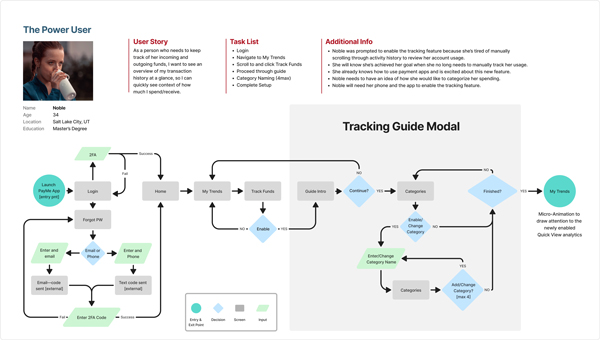 The Power User
User Story
As a person who needs to keep
track of her incoming and
outgoing funds, I want to see an
overview of my transaction
history at a glance, so I can
quickly see context of how
much I spend/receive.
Task List
• Login
• Navigate to My Trends
• Scroll to and click Track Funds
• Proceed through guide
• Category Naming (4max)
• Complete Setup
Additional Info
• Noble was prompted to enable the tracking feature because she's tired of manually
scrolling through activity history to review her account usage.
• She will know she's achieved her goal when she no long needs to manually track her usage.
• She already knows how to use payment apps and is excited about this new feature.
• Noble needs to have an idea of how she would like to categorize her spending.
• Noble will need her phone and the app to enable the tracking feature.
Name Noble
Age 34
Location Salt Lake City, UT
Education Master's Degree
Tracking Guide Modal
2FA
Success
Fail
Launch
PayMe App
[entry pnt]
Login
Home
My Trends
Track Funds
Guide Intro
Continue?
NO
YES
Categories
NO
Finished?
YES
My Trends
Micro-Animation to
draw attention to the
newly enabled
Quick View analytics
Forgot PW
NO
Enable
YES
Enable/
Change
Category
NO
YES
Enter and
email
Email or
Phone
Enter and
Phone
Enter/Change
Category Name
YES
Email—code
sent [external]
Text code sent
[external]
Categories
Add/Change
Category?
[max 4]
NO
Fail
Enter 2FA Code
Success
Entry &
Exit Point
Decision
Screen
Input